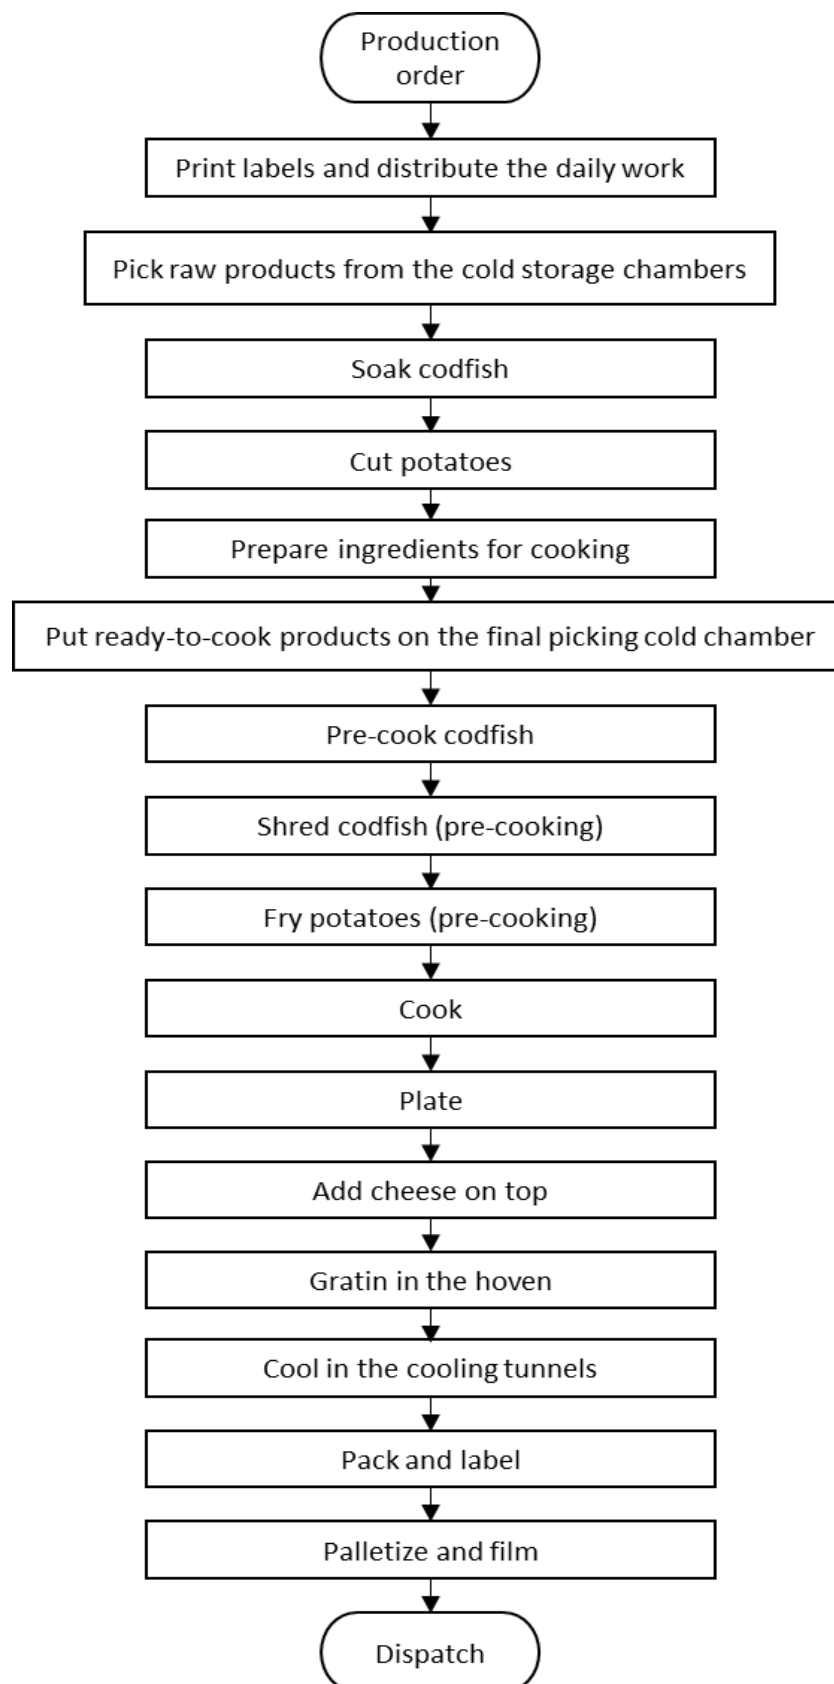 Production
order
Print labels and distribute the daily work
Pick raw products from the cold storage chambers
Soak codfish
Cut potatoes
Prepare ingredients for cooking
Put ready-to-cook products on the final picking cold chamber
Pre-cook codfish
Shred codfish (pre-cooking)
Fry potatoes (pre-cooking)
Cook
Plate
Add cheese on top
Gratin in the hoven
Cool in the cooling tunnels
Pack and label
Palletize and film
Dispatch